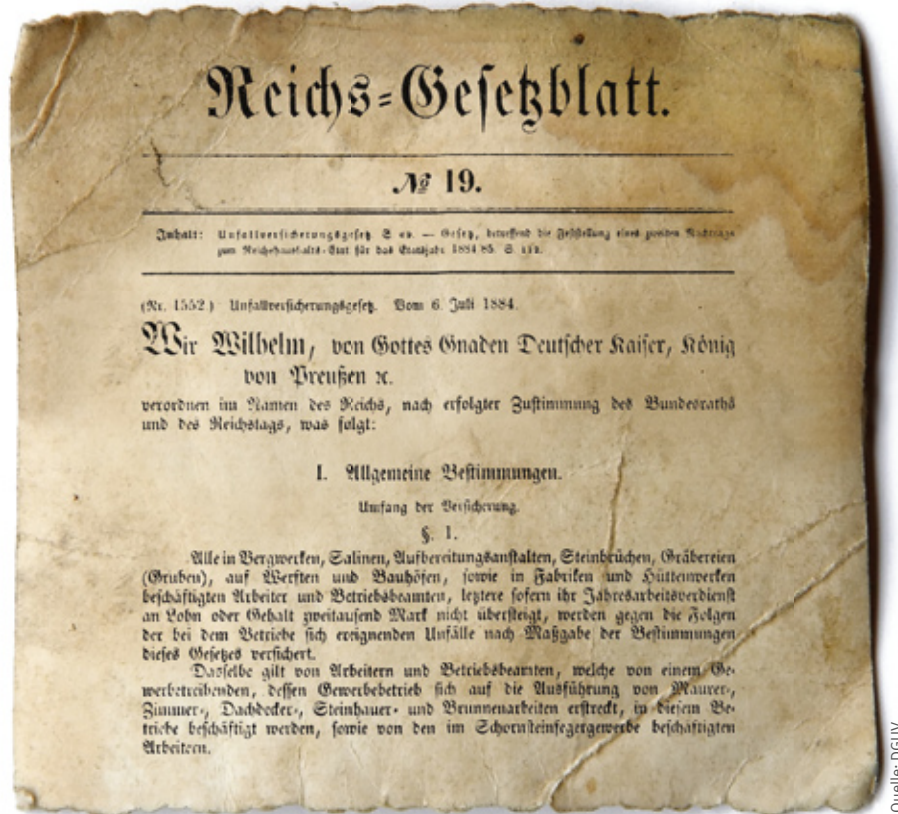 Reichs-Gesetzblatt.
№ 19.
Inhalt: Unfallversicherungsgesetz. S. — Gesetz, betreffend die Feststellung eines zweiten Nachtrags
zum Reichshaushalts-Etat für das Etatsjahr 1884/85. S.
(Nr. 1552.) Unfallversicherungsgesetz. Vom 6. Juli 1884.
Wir Wilhelm, von Gottes Gnaden Deutscher Kaiser, König
von Preußen ꝛc.
verordnen im Namen des Reichs, nach erfolgter Zustimmung des Bundesraths
und des Reichstags, was folgt:
I. Allgemeine Bestimmungen.
Umfang der Versicherung.
§. 1.
Alle in Bergwerken, Salinen, Aufbereitungsanstalten, Steinbrüchen, Gräbereien
(Gruben), auf Werften und Bauhöfen, sowie in Fabriken und Hüttenwerken
beschäftigten Arbeiter und Betriebsbeamten, letztere sofern ihr Jahresarbeitsverdienst
an Lohn oder Gehalt zweitausend Mark nicht übersteigt, werden gegen die Folgen
der bei dem Betriebe sich ereignenden Unfälle nach Maßgabe der Bestimmungen
dieses Gesetzes versichert.
Dasselbe gilt von Arbeitern und Betriebsbeamten, welche von einem Ge-
werbetreibenden, dessen Gewerbebetrieb sich auf die Ausführung von Maurer-,
Zimmer-, Dachdecker-, Steinhauer- und Brunnenarbeiten erstreckt, in diesem Be-
triebe beschäftigt werden, sowie von den im Schornsteinfegergewerbe beschäftigten
Arbeitern.
Quelle: DGUV